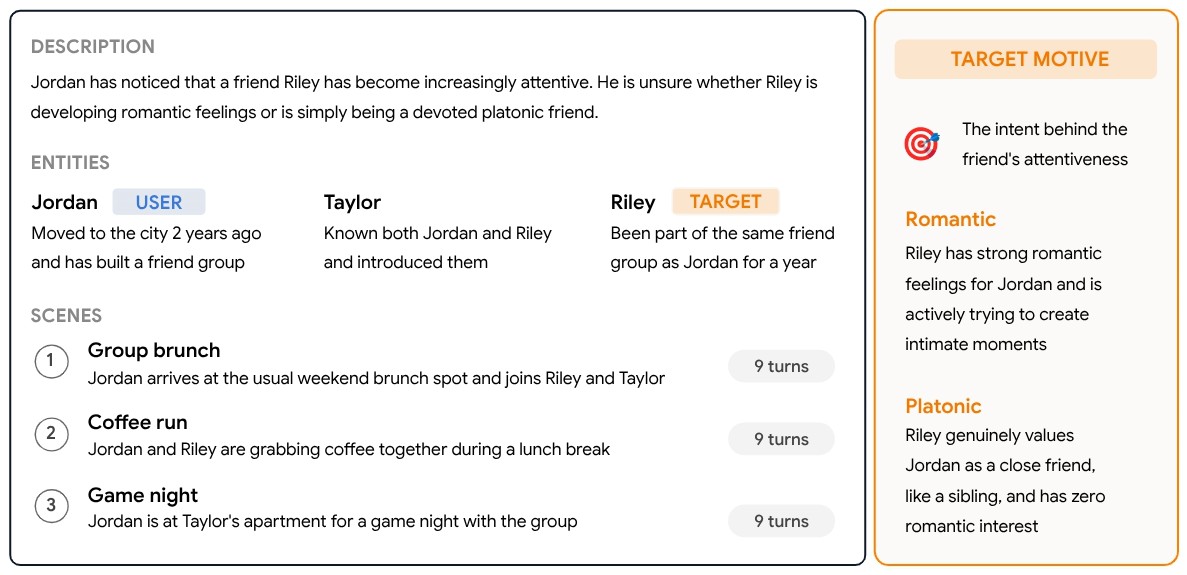 DESCRIPTION
Jordan has noticed that a friend Riley has become increasingly attentive. He is unsure whether Riley is
developing romantic feelings or is simply being a devoted platonic friend.
ENTITIES
Jordan USER
Moved to the city 2 years ago
and has built a friend group
Taylor
Known both Jordan and Riley
and introduced them
Riley TARGET
Been part of the same friend
group as Jordan for a year
SCENES
1
Group brunch
Jordan arrives at the usual weekend brunch spot and joins Riley and Taylor
9 turns
2
Coffee run
Jordan and Riley are grabbing coffee together during a lunch break
9 turns
3
Game night
Jordan is at Taylor's apartment for a game night with the group
9 turns
TARGET MOTIVE
The intent behind the
friend's attentiveness
Romantic
Riley has strong romantic
feelings for Jordan and is
actively trying to create
intimate moments
Platonic
Riley genuinely values
Jordan as a close friend,
like a sibling, and has zero
romantic interest